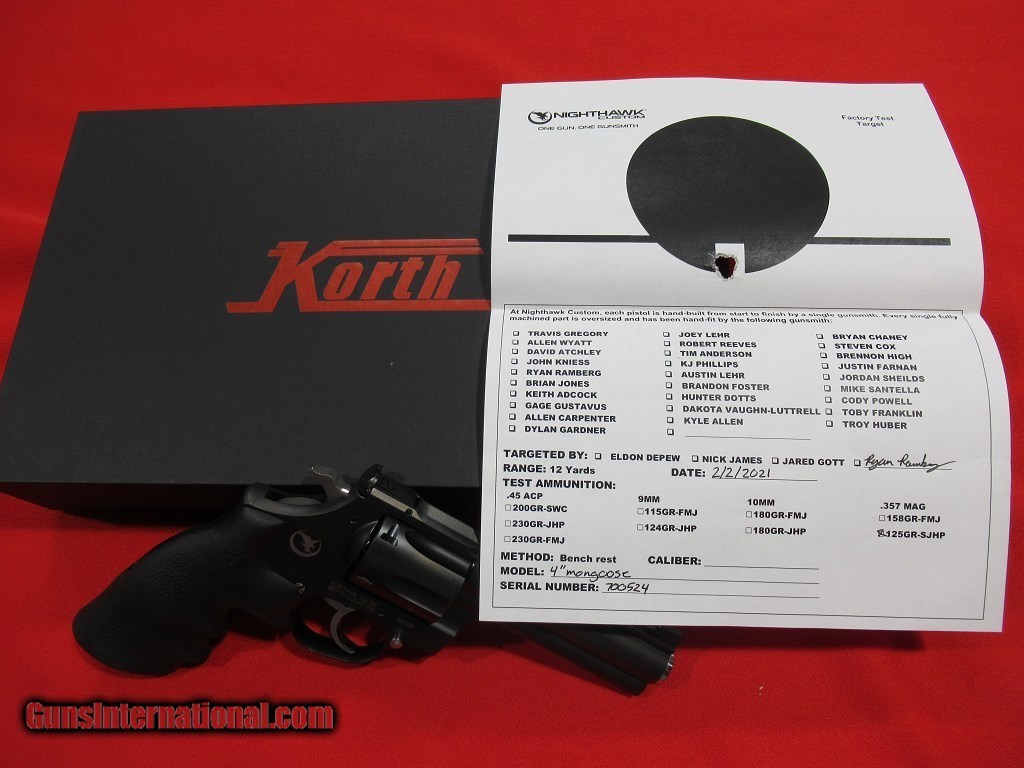 NIGHTHAWK
CUSTOM
ONE GUN. ONE GUNSMITH
Factory Test
Target
Korth
At Nighthawk Custom, each pistol is hand-built from start to finish by a single gunsmith. Every single fully
machined part is oversized and has been hand-fit by the following gunsmith:
TRAVIS GREGORY
ALLEN WYATT
DAVID ATCHLEY
JOHN KNIESS
RYAN RAMBERG
BRIAN JONES
KEITH ADCOCK
GAGE GUSTAVUS
ALLEN CARPENTER
DYLAN GARDNER
JOEY LEHR
ROBERT REEVES
TIM ANDERSON
KJ PHILLIPS
AUSTIN LEHR
BRANDON FOSTER
HUNTER DOTTS
DAKOTA VAUGHN-LUTTRELL
KYLE ALLEN
BRYAN CHANEY
STEVEN COX
BRENNON HIGH
JUSTIN FARNAN
JORDAN SHEILDS
MIKE SANTELLA
CODY POWELL
TOBY FRANKLIN
TROY HUBER
TARGETED BY: ELDON DEPEW NICK JAMES JARED GOTT Ryan Ramberg
RANGE: 12 Yards DATE: 2/2/2021
TEST AMMUNITION:
.45 ACP 9MM 10MM .357 MAG
200GR-SWC 115GR-FMJ 180GR-FMJ 158GR-FMJ
230GR-JHP 124GR-JHP 180GR-JHP 125GR-SJHP
230GR-FMJ
METHOD: Bench rest CALIBER:
MODEL: 4" mongoose
SERIAL NUMBER: 700524
GunsInternational.com